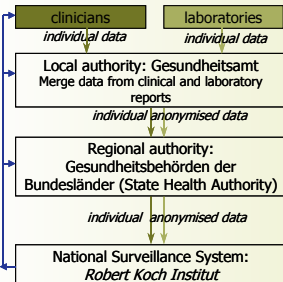 clinicians laboratories
individual data individual data
Local authority: Gesundheitsamt
Merge data from clinical and laboratory
reports
individual anonymised data
Regional authority:
Gesundheitsbehörden der
Bundesländer (State Health Authority)
individual anonymised data
National Surveillance System:
Robert Koch Institut